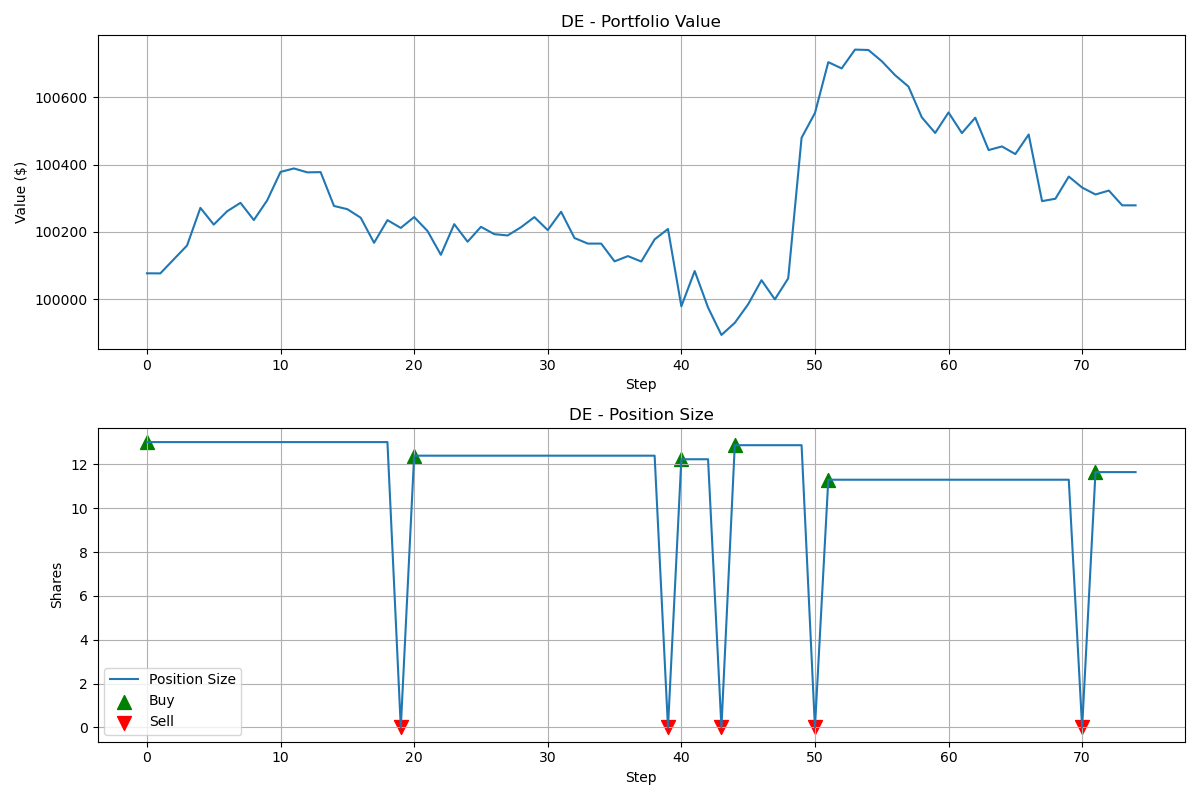 DE - Portfolio Value
Value ($)
100600
100400
100200
100000
0 10 20 30 40 50 60 70
Step
DE - Position Size
Shares
12
10
8
6
4
2
0
Position Size
Buy
Sell
0 10 20 30 40 50 60 70
Step